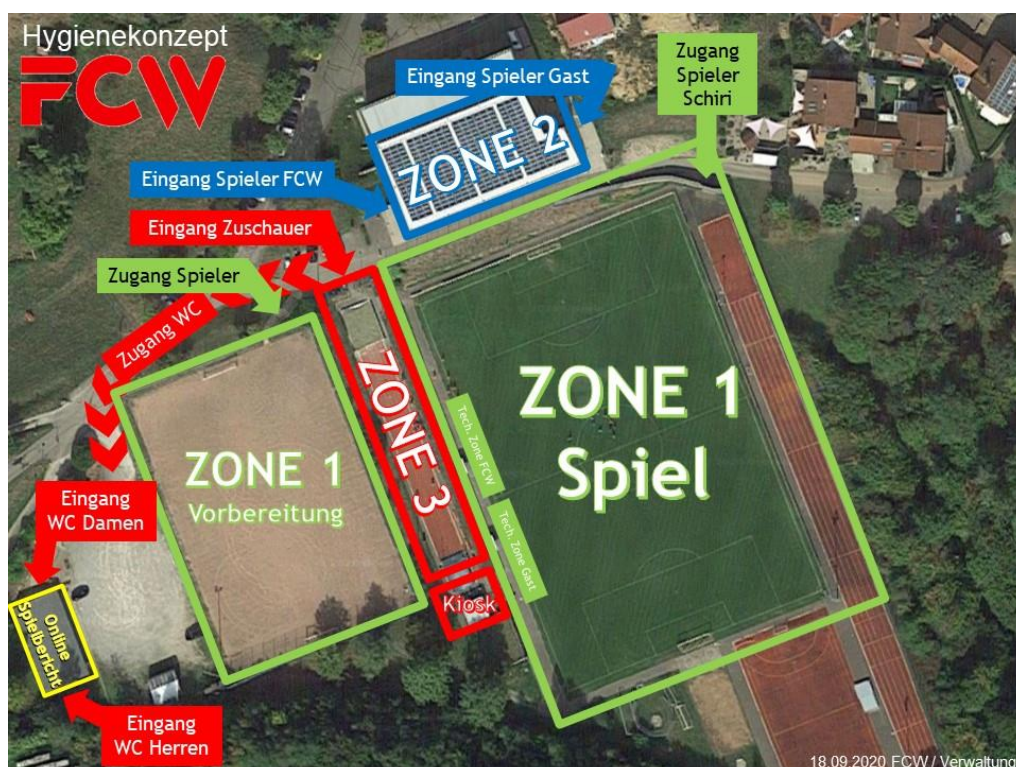 Hygienekonzept
FCW
Eingang Spieler Gast
Zugang
Spieler
Schiri
ZONE 2
Eingang Spieler FCW
Eingang Zuschauer
Zugang Spieler
Zugang WC
ZONE 3
ZONE 1
Spiel
Tech. Zone FCW
Tech. Zone Gast
ZONE 1
Vorbereitung
Eingang
WC Damen
Kiosk
Online
Spielbericht
Eingang
WC Herren
18.09.2020 FCW / Verwaltung